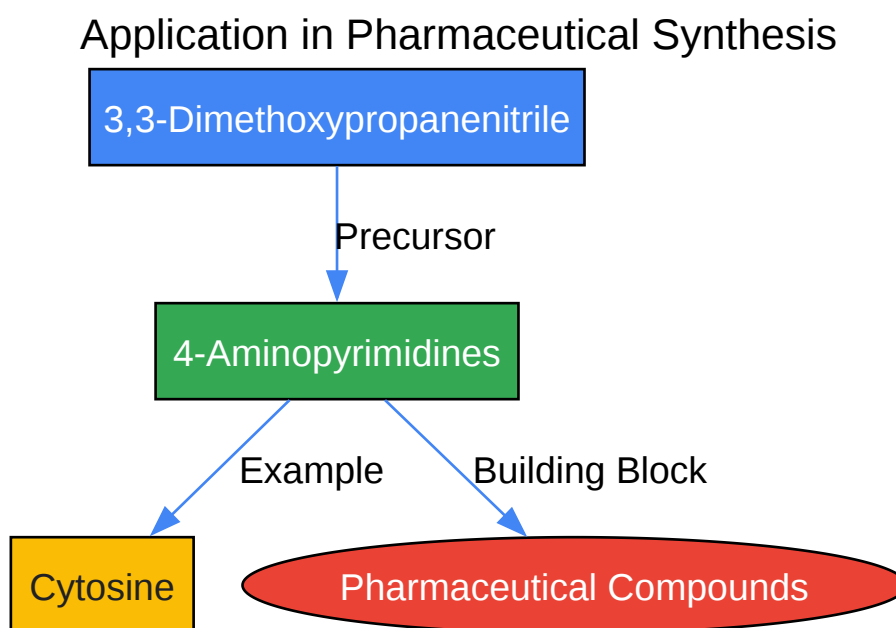 Application in Pharmaceutical Synthesis
3,3-Dimethoxypropanenitrile
Precursor
4-Aminopyrimidines
Example
Building Block
Cytosine
Pharmaceutical Compounds